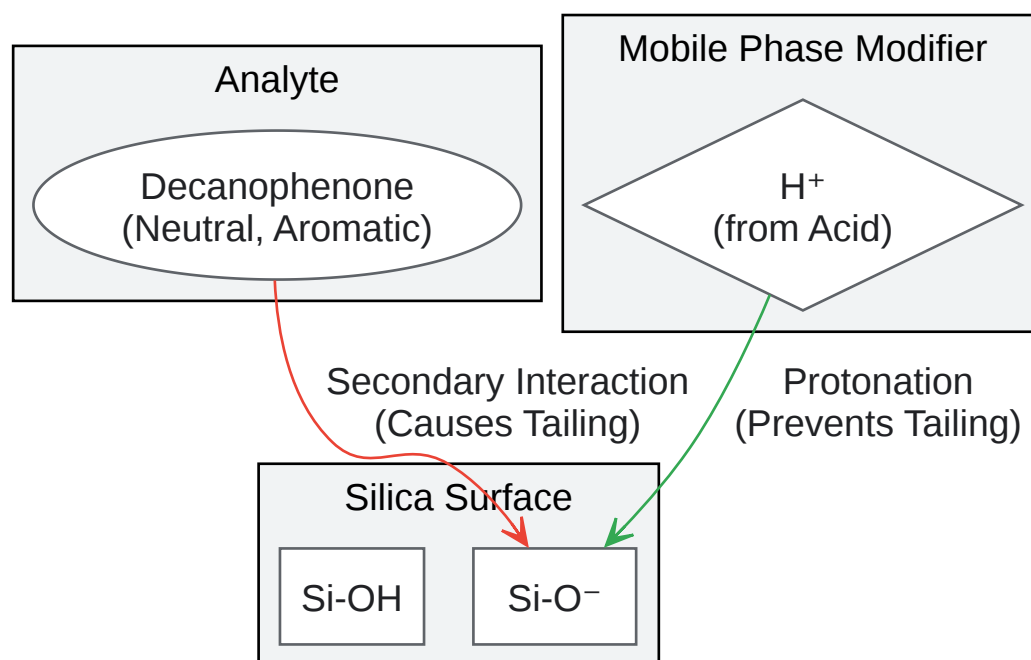 Analyte
Decanophenone
(Neutral, Aromatic)
Mobile Phase Modifier
H⁺
(from Acid)
Secondary Interaction
(Causes Tailing)
Protonation
(Prevents Tailing)
Silica Surface
Si-OH
Si-O⁻